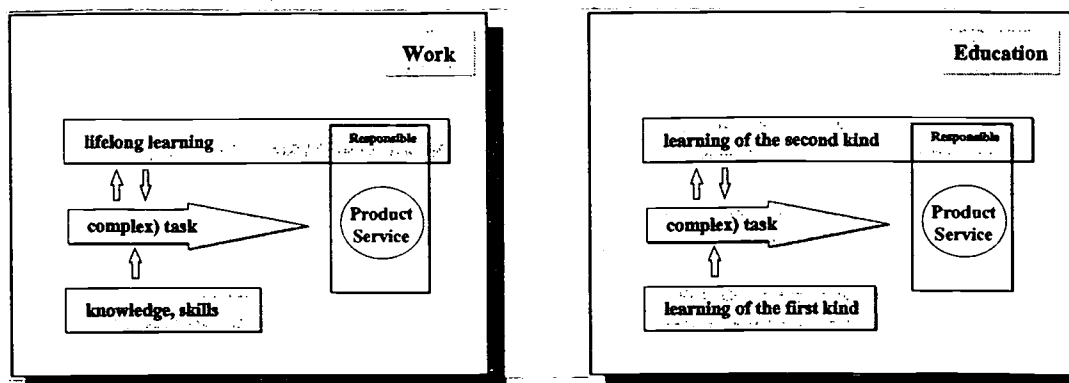 Work
lifelong learning
Responsible
complex) task
Product
Service
knowledge, skills
Education
learning of the second kind
Responsible
complex) task
Product
Service
learning of the first kind